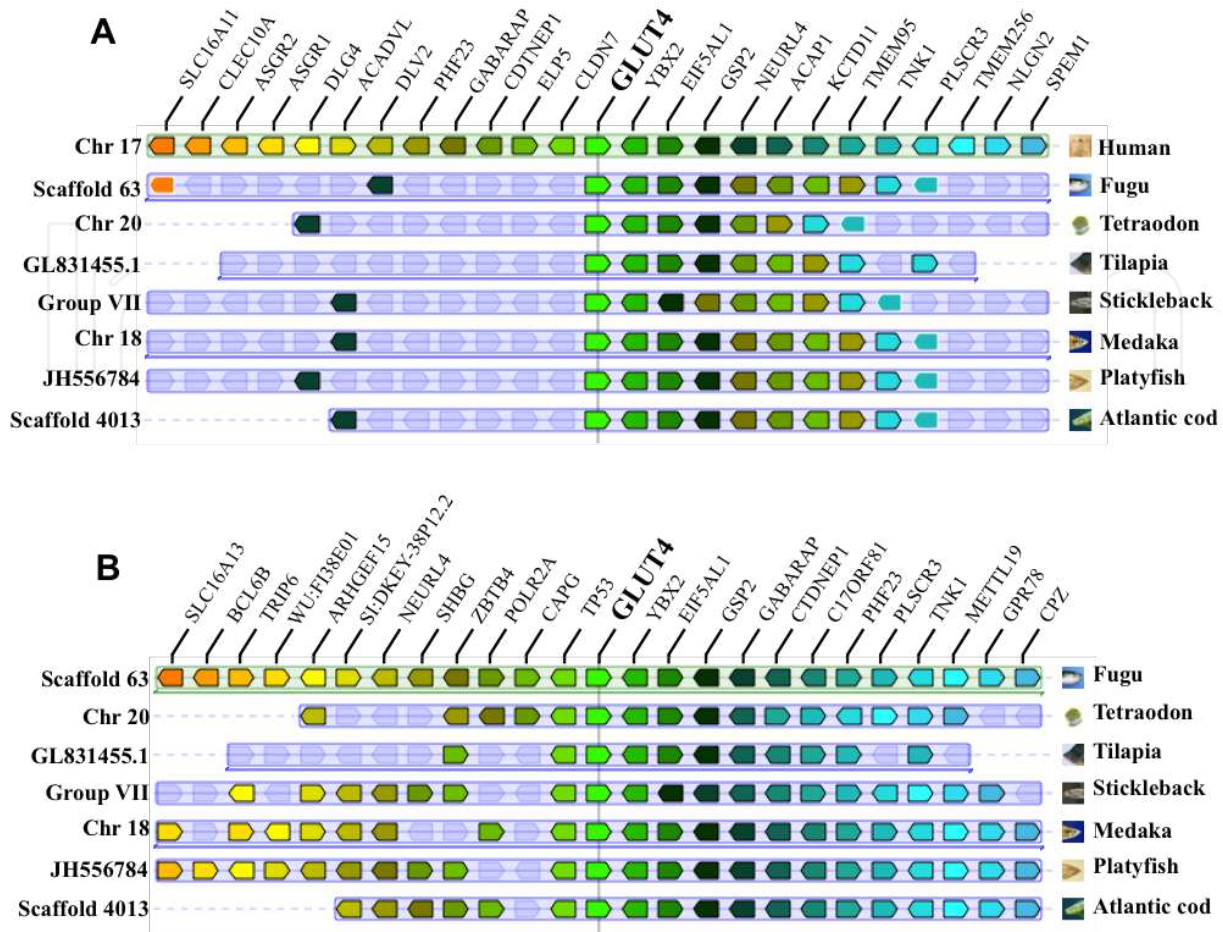 A
SLC16A11
CLEC10A
ASGR2
ASGR1
DLG4
ACADVL
DLV2
PHF23
GABARAP
CDTNEP1
ELP5
CLDN7
GLUT4
YBX2
EIF5AL1
GSP2
NEURL4
ACAP1
KCTD11
TMEM95
TNK1
PLSCR3
TMEM256
NLGN2
SPEM1
Chr 17
Human
Scaffold 63
Fugu
Chr 20
Tetraodon
GL831455.1
Tilapia
Group VII
Stickleback
Chr 18
Medaka
JH556784
Platyfish
Scaffold 4013
Atlantic cod
B
SLC16A13
BCL6B
TRIP6
WU:FI38E01
ARHGEF15
SI:DKEY-38P12.2
NEURL4
SHBG
ZBTB4
POLR2A
CAPG
TP53
GLUT4
YBX2
EIF5AL1
GSP2
GABARAP
CTDNEP1
C17ORF81
PHF23
PLSCR3
TNK1
METTL19
GPR78
CPZ
Scaffold 63
Fugu
Chr 20
Tetraodon
GL831455.1
Tilapia
Group VII
Stickleback
Chr 18
Medaka
JH556784
Platyfish
Scaffold 4013
Atlantic cod